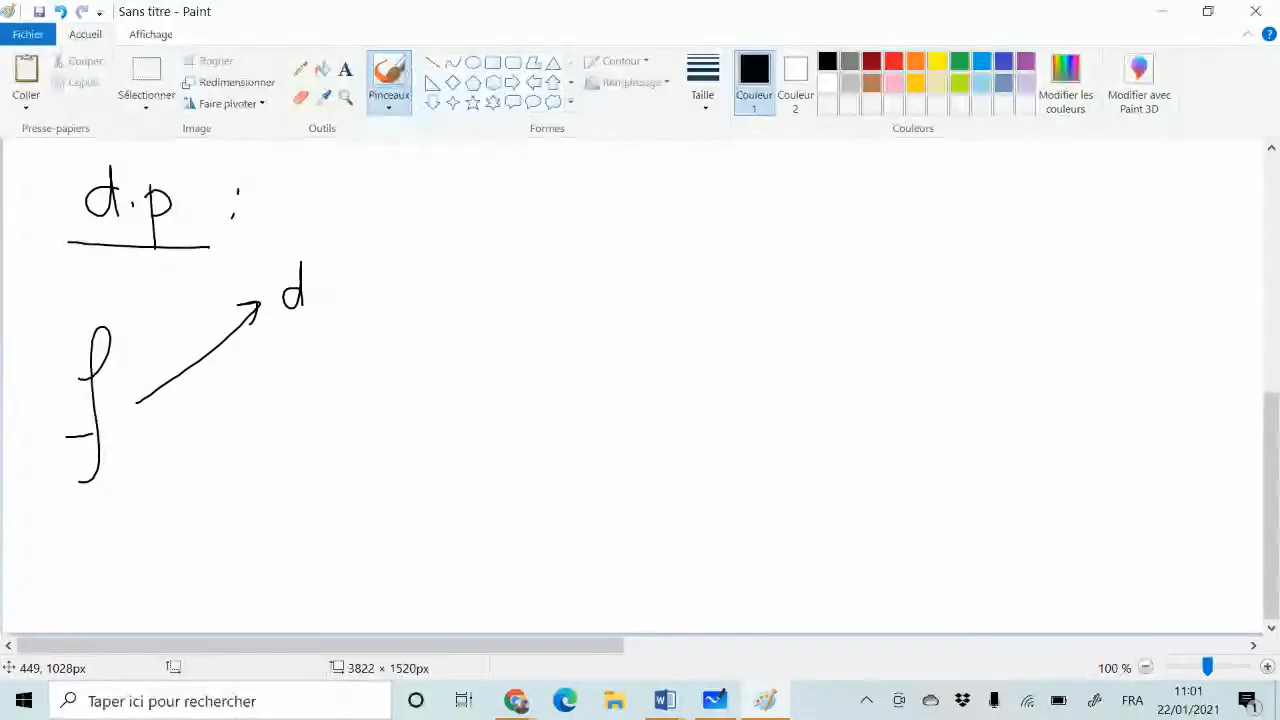 Sans titre - Paint
Fichier Accueil Affichage
Coller
Presse-papiers
Couper
Copier
Sélectionner
Rogner
Redimensionner
Faire pivoter
Image
A
Outils
Pinceaux
Contour
Remplissage
Formes
Taille
Couleur 1
Couleur 2
Modifier les couleurs
Modifier avec Paint 3D
Couleurs
d.p :
d
f
449, 1028px
3822 × 1520px
100 %
Taper ici pour rechercher
FRA
11:01
22/01/2021
1